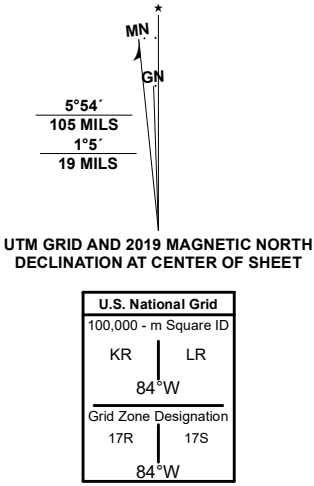 ★
MN
GN
5°54´
105 MILS
1°5´
19 MILS
UTM GRID AND 2019 MAGNETIC NORTH
DECLINATION AT CENTER OF SHEET
U.S. National Grid
100,000 - m Square ID
KR LR
84°W
Grid Zone Designation
17R 17S
84°W